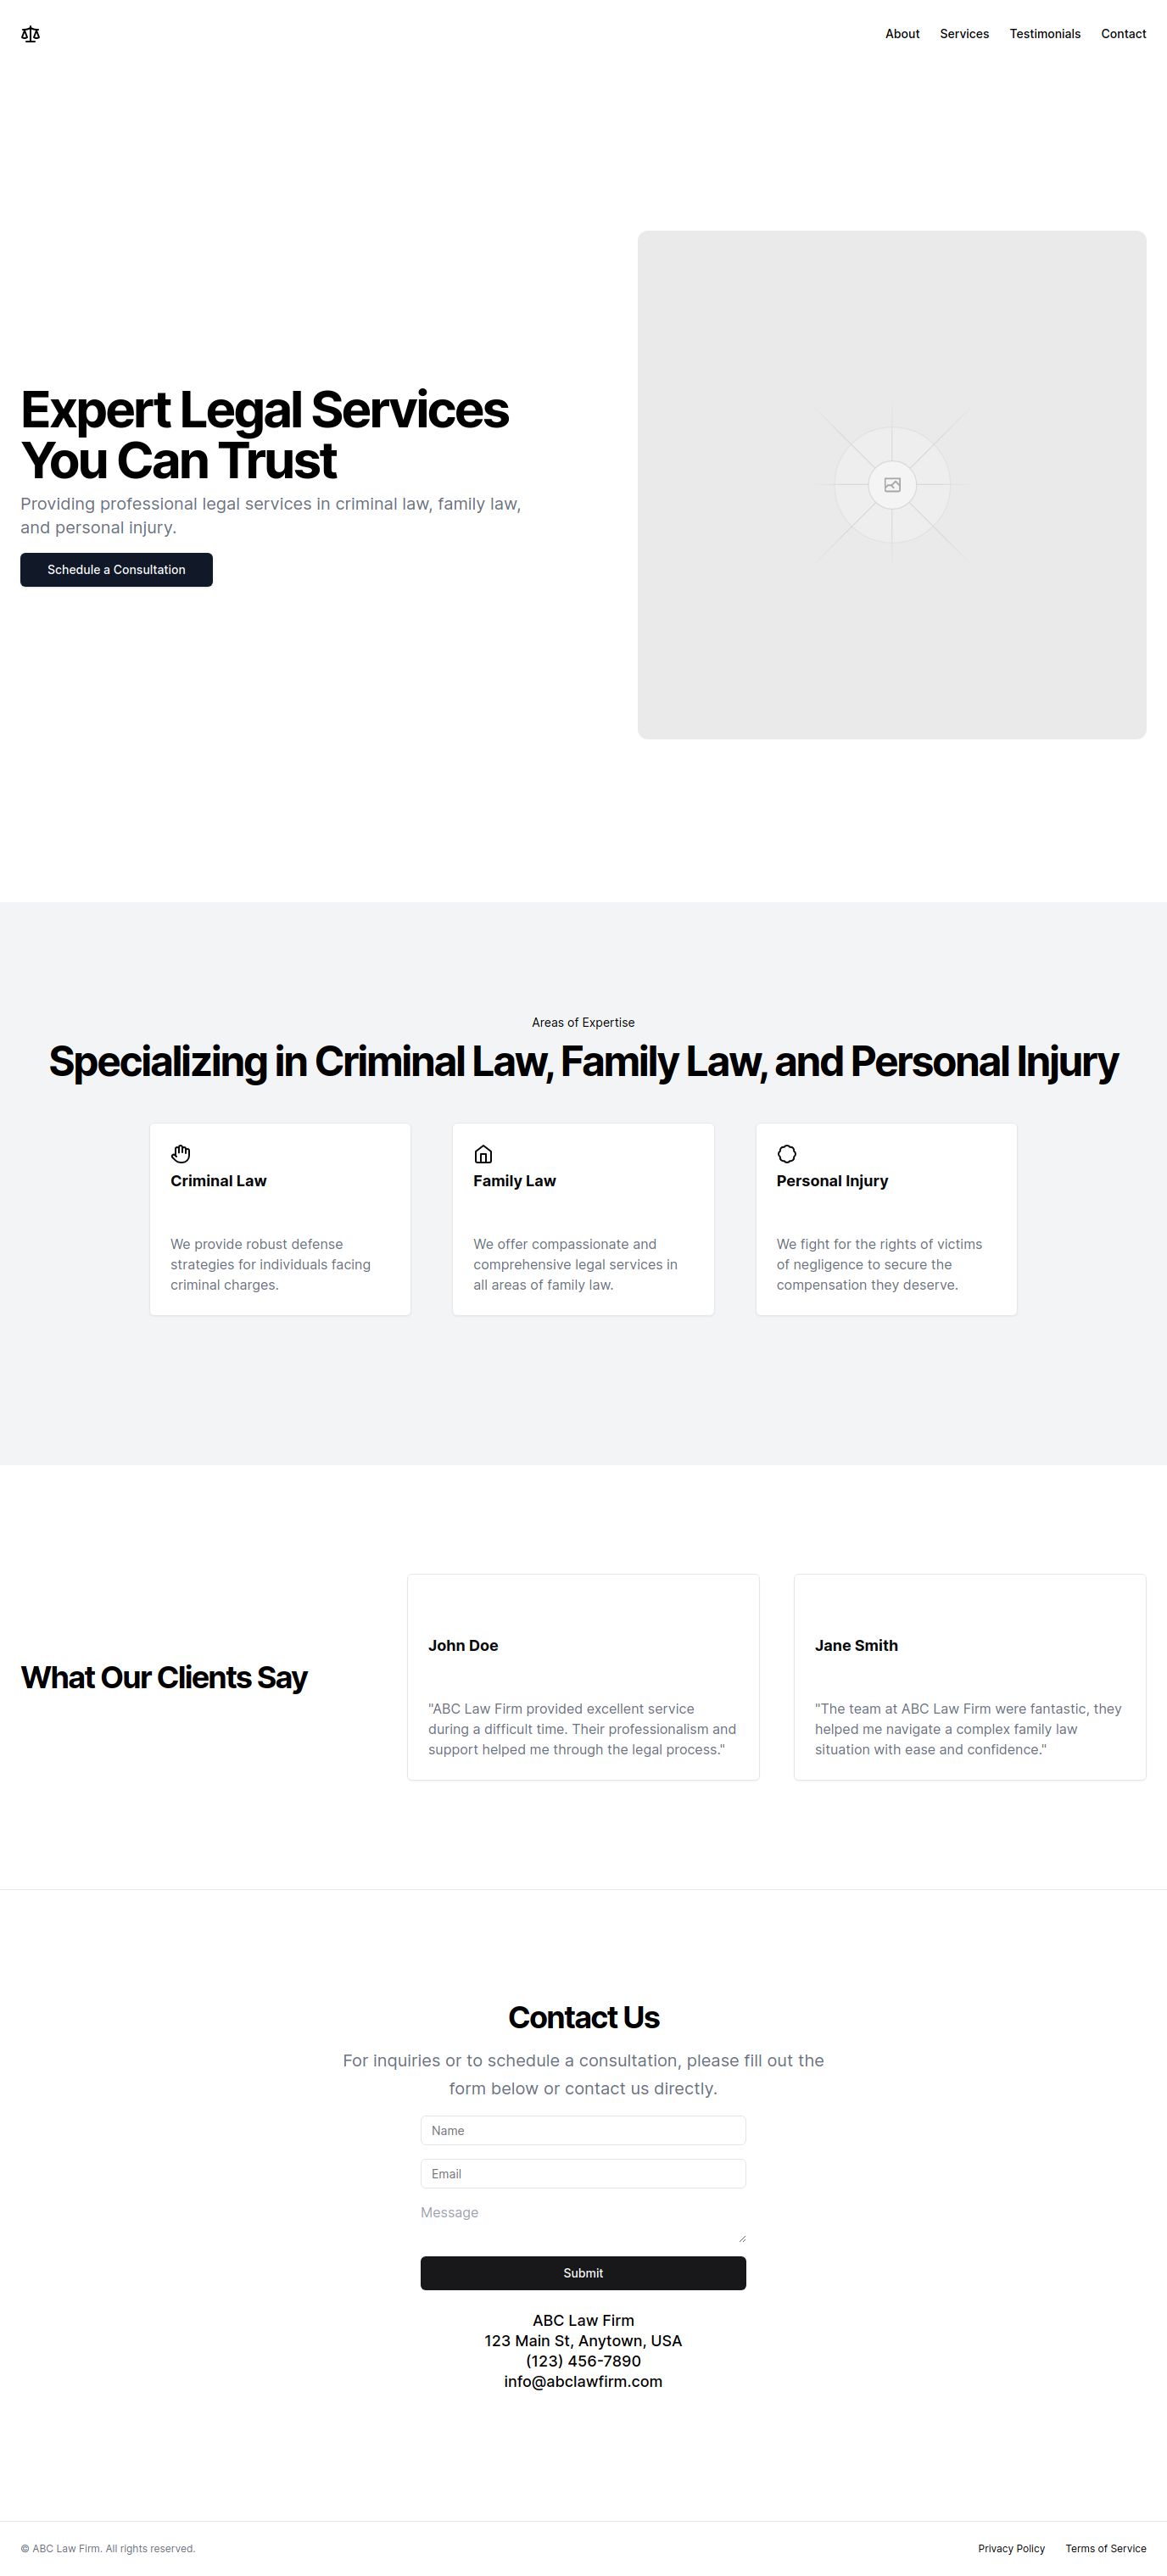 About Services Testimonials Contact
Expert Legal Services
You Can Trust
Providing professional legal services in criminal law, family law,
and personal injury.
Schedule a Consultation
Areas of Expertise
Specializing in Criminal Law, Family Law, and Personal Injury
Criminal Law
We provide robust defense
strategies for individuals facing
criminal charges.
Family Law
We offer compassionate and
comprehensive legal services in
all areas of family law.
Personal Injury
We fight for the rights of victims
of negligence to secure the
compensation they deserve.
What Our Clients Say
John Doe
"ABC Law Firm provided excellent service
during a difficult time. Their professionalism and
support helped me through the legal process."
Jane Smith
"The team at ABC Law Firm were fantastic, they
helped me navigate a complex family law
situation with ease and confidence."
Contact Us
For inquiries or to schedule a consultation, please fill out the
form below or contact us directly.
Name
Email
Message
Submit
ABC Law Firm
123 Main St, Anytown, USA
(123) 456-7890
info@abclawfirm.com
© ABC Law Firm. All rights reserved.
Privacy Policy Terms of Service